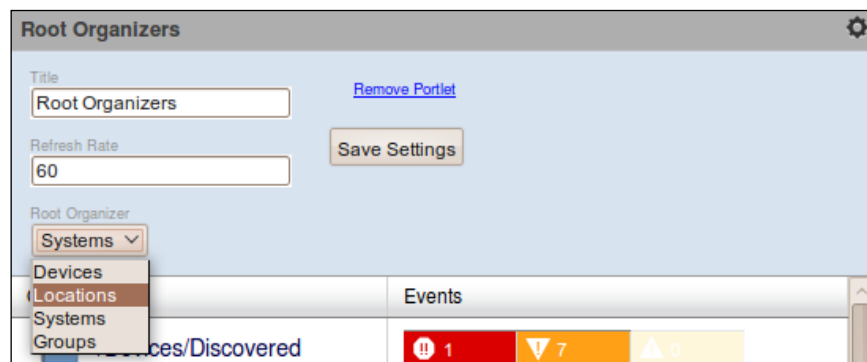 Root Organizers
Title
Root Organizers
Remove Portlet
Refresh Rate
Save Settings
60
Root Organizer
Systems
Devices
Locations
Systems
Groups
Events
/Discovered
1
7
0